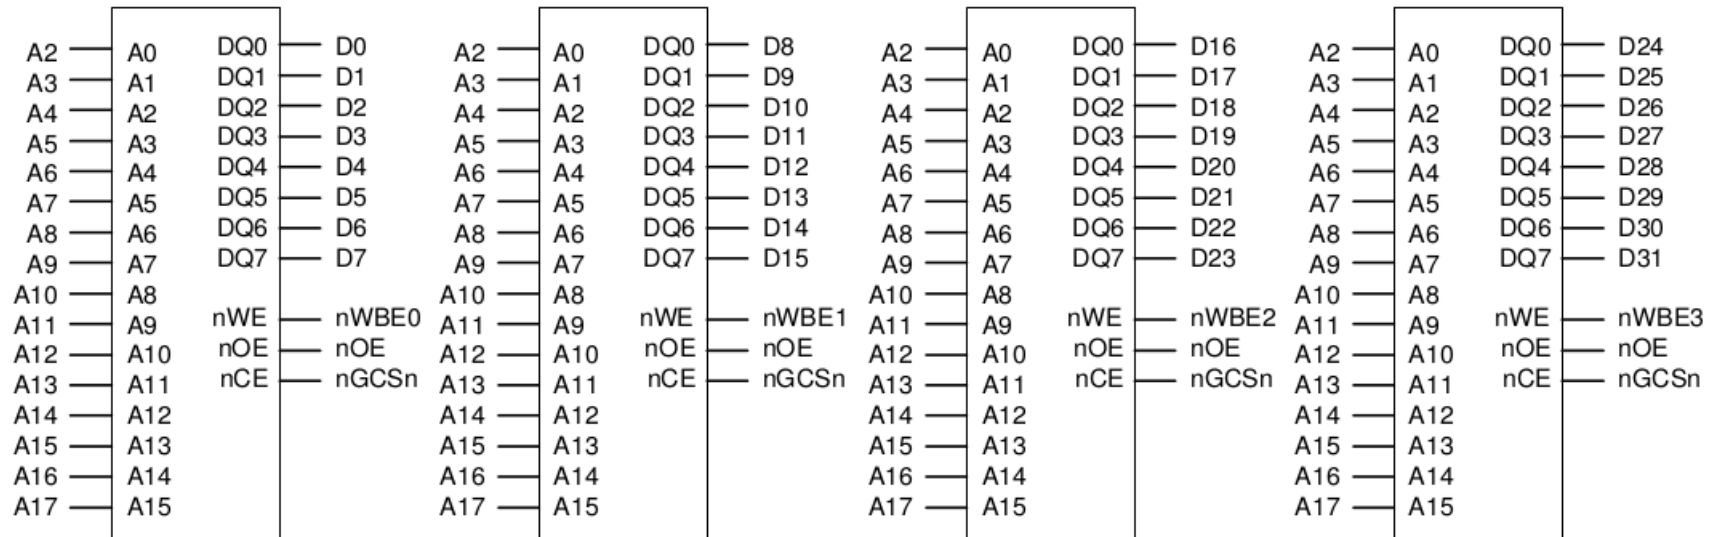 A2 A0 DQ0 D0 A2 A0 DQ0 D8 A2 A0 DQ0 D16 A2 A0 DQ0 D24
A3 A1 DQ1 D1 A3 A1 DQ1 D9 A3 A1 DQ1 D17 A3 A1 DQ1 D25
A4 A2 DQ2 D2 A4 A2 DQ2 D10 A4 A2 DQ2 D18 A4 A2 DQ2 D26
A5 A3 DQ3 D3 A5 A3 DQ3 D11 A5 A3 DQ3 D19 A5 A3 DQ3 D27
A6 A4 DQ4 D4 A6 A4 DQ4 D12 A6 A4 DQ4 D20 A6 A4 DQ4 D28
A7 A5 DQ5 D5 A7 A5 DQ5 D13 A7 A5 DQ5 D21 A7 A5 DQ5 D29
A8 A6 DQ6 D6 A8 A6 DQ6 D14 A8 A6 DQ6 D22 A8 A6 DQ6 D30
A9 A7 DQ7 D7 A9 A7 DQ7 D15 A9 A7 DQ7 D23 A9 A7 DQ7 D31
A10 A8 A10 A8 A10 A8 A10 A8
A11 A9 nWE nWBE0 A11 A9 nWE nWBE1 A11 A9 nWE nWBE2 A11 A9 nWE nWBE3
A12 A10 nOE nOE A12 A10 nOE nOE A12 A10 nOE nOE A12 A10 nOE nOE
A13 A11 nCE nGCSn A13 A11 nCE nGCSn A13 A11 nCE nGCSn A13 A11 nCE nGCSn
A14 A12 A14 A12 A14 A12 A14 A12
A15 A13 A15 A13 A15 A13 A15 A13
A16 A14 A16 A14 A16 A14 A16 A14
A17 A15 A17 A15 A17 A15 A17 A15